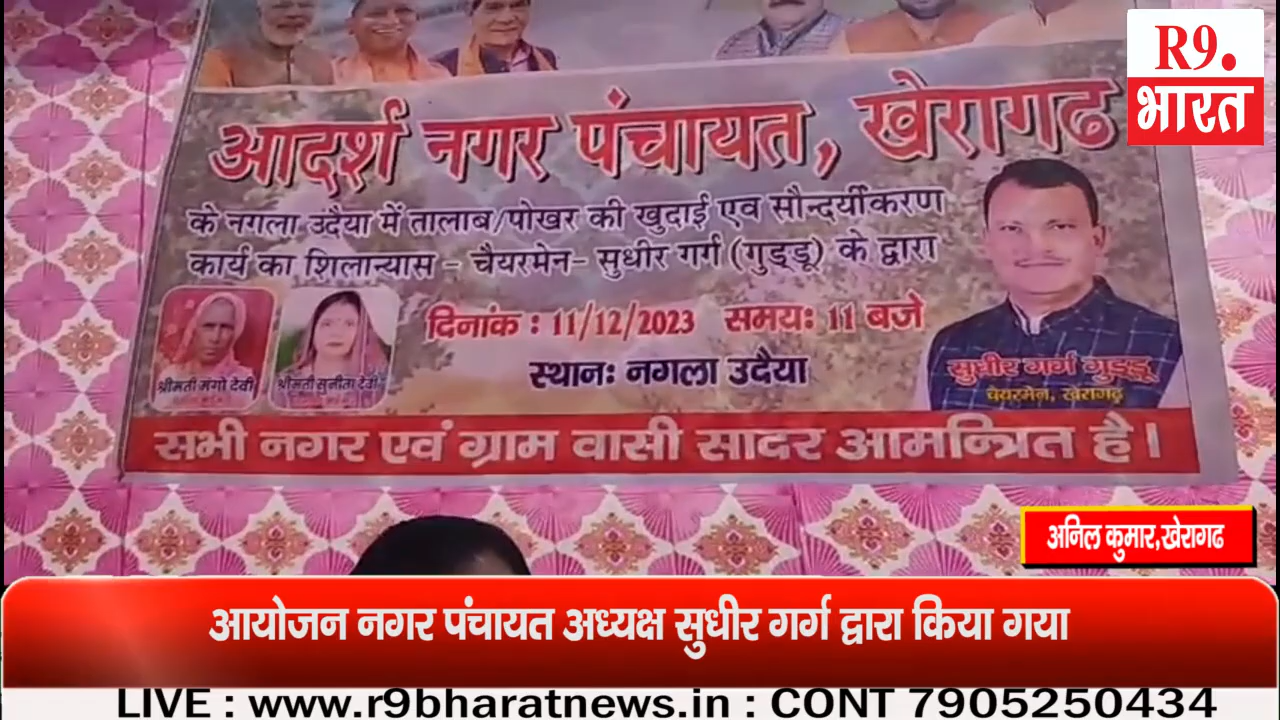 R9.
भारत
आदर्श नगर पंचायत, खेरागढ
के नगला उंदैया में तालाब/पोखर की खुदाई एव सौन्दर्यीकरण
कार्य का शिलान्यास - चैयरमेन- सुधीर गर्ग (गुड्डू) के द्वारा
दिनांक : 11/12/2023 समयः 11 बजे
स्थानः नगला उदैया
श्रीमती मंगो देवी
श्रीमती सुनीता देवी
सुधीर गर्ग गुड्डू
चैयरमेन, खेरागढ़
सभी नगर एवं ग्राम वासी सादर आमन्त्रित है।
अनिल कुमार,खेरागढ
आयोजन नगर पंचायत अध्यक्ष सुधीर गर्ग द्वारा किया गया
LIVE : www.r9bharatnews.in : CONT 7905250434